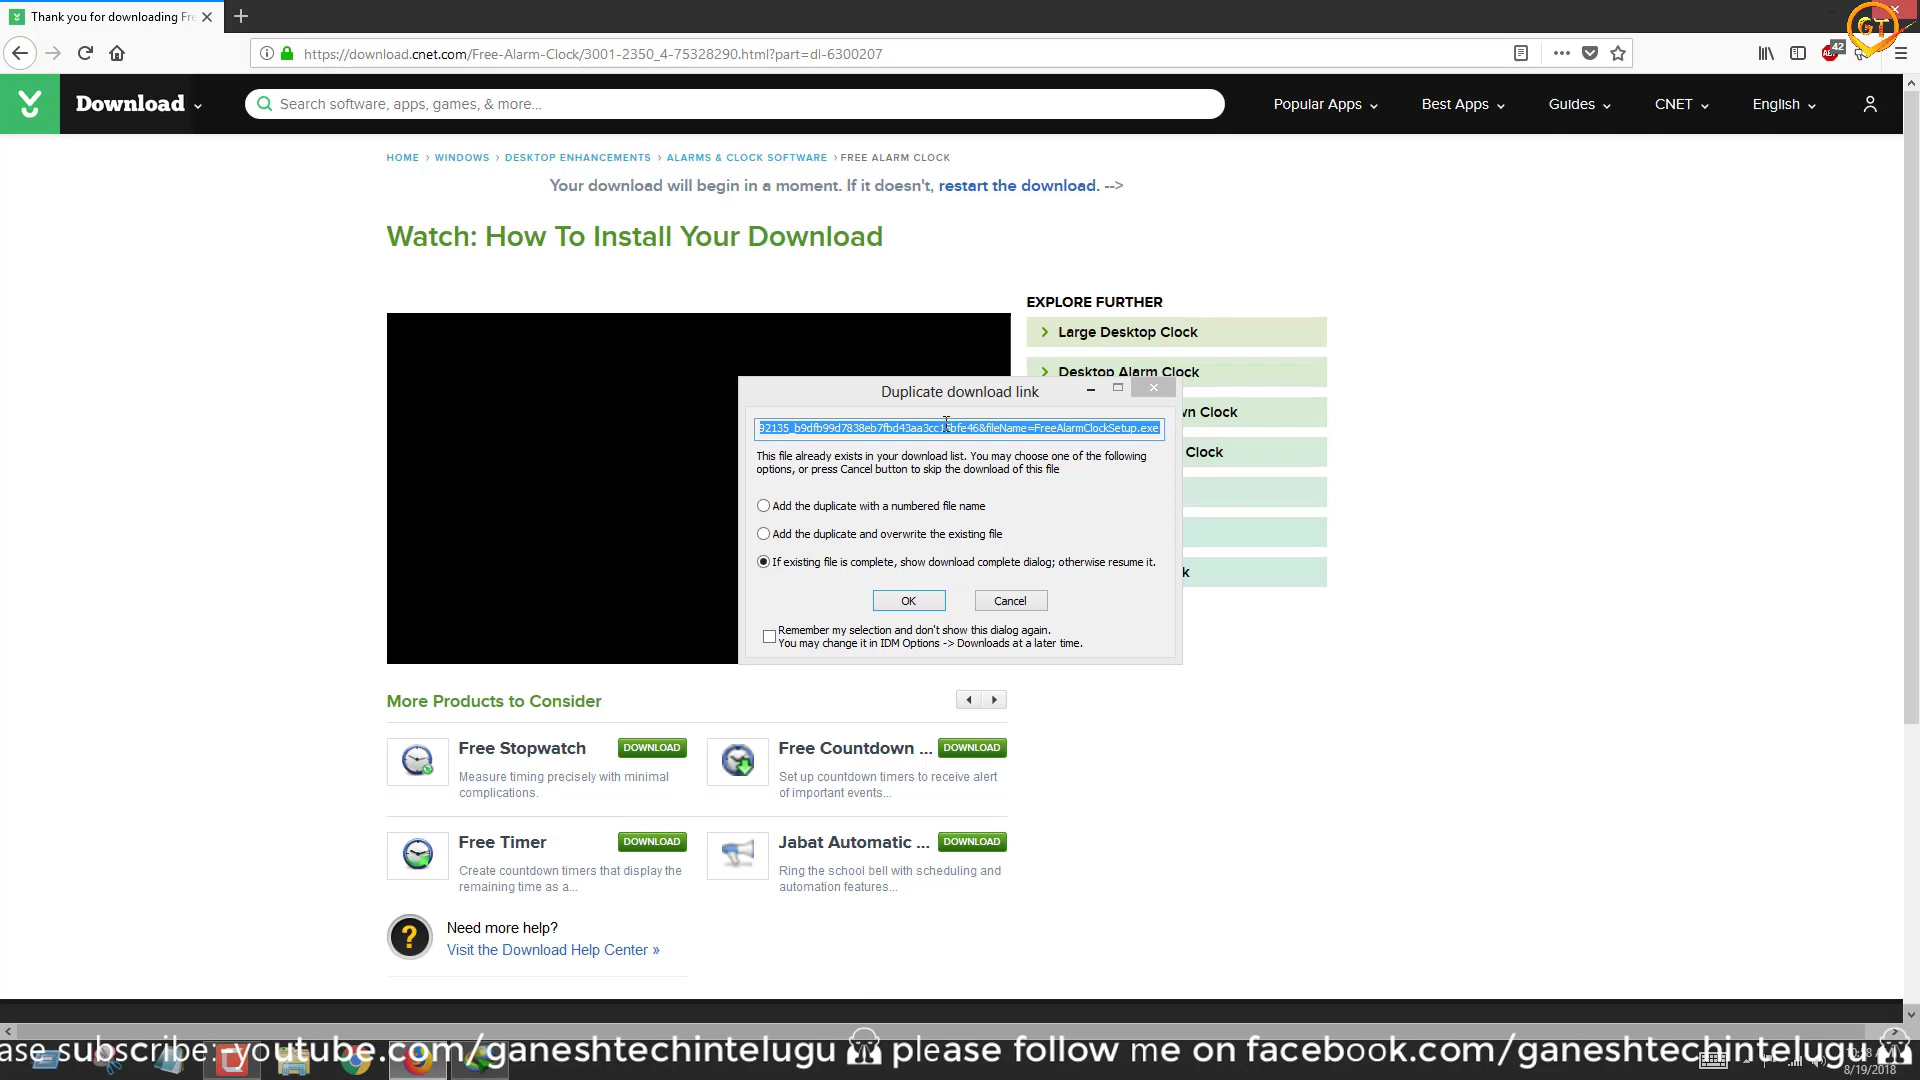 Thank you for downloading Fre
https://download.cnet.com/Free-Alarm-Clock/3001-2350_4-75328290.html?part=dl-6300207
42
GT
Download
Search software, apps, games, & more...
Popular Apps
Best Apps
Guides
CNET
English
HOME › WINDOWS › DESKTOP ENHANCEMENTS › ALARMS & CLOCK SOFTWARE › FREE ALARM CLOCK
Your download will begin in a moment. If it doesn't, restart the download. -->
Watch: How To Install Your Download
EXPLORE FURTHER
Large Desktop Clock
Desktop Alarm Clock
wn Clock
Clock
k
Duplicate download link
&fileName=FreeAlarmClockSetup.exe
This file already exists in your download list. You may choose one of the following
options, or press Cancel button to skip the download of this file
Add the duplicate with a numbered file name
Add the duplicate and overwrite the existing file
If existing file is complete, show download complete dialog; otherwise resume it.
OK
Cancel
Remember my selection and don't show this dialog again.
You may change it in IDM Options -> Downloads at a later time.
More Products to Consider
Free Stopwatch
DOWNLOAD
Measure timing precisely with minimal
complications.
Free Countdown ...
DOWNLOAD
Set up countdown timers to receive alert
of important events...
Free Timer
DOWNLOAD
Create countdown timers that display the
remaining time as a...
Jabat Automatic ...
DOWNLOAD
Ring the school bell with scheduling and
automation features...
?
Need more help?
Visit the Download Help Center »
ase subscribe:-youtube.com/ganeshtechintelugu please follow me on facebook.com/ganeshtechintelugu
8/19/2018